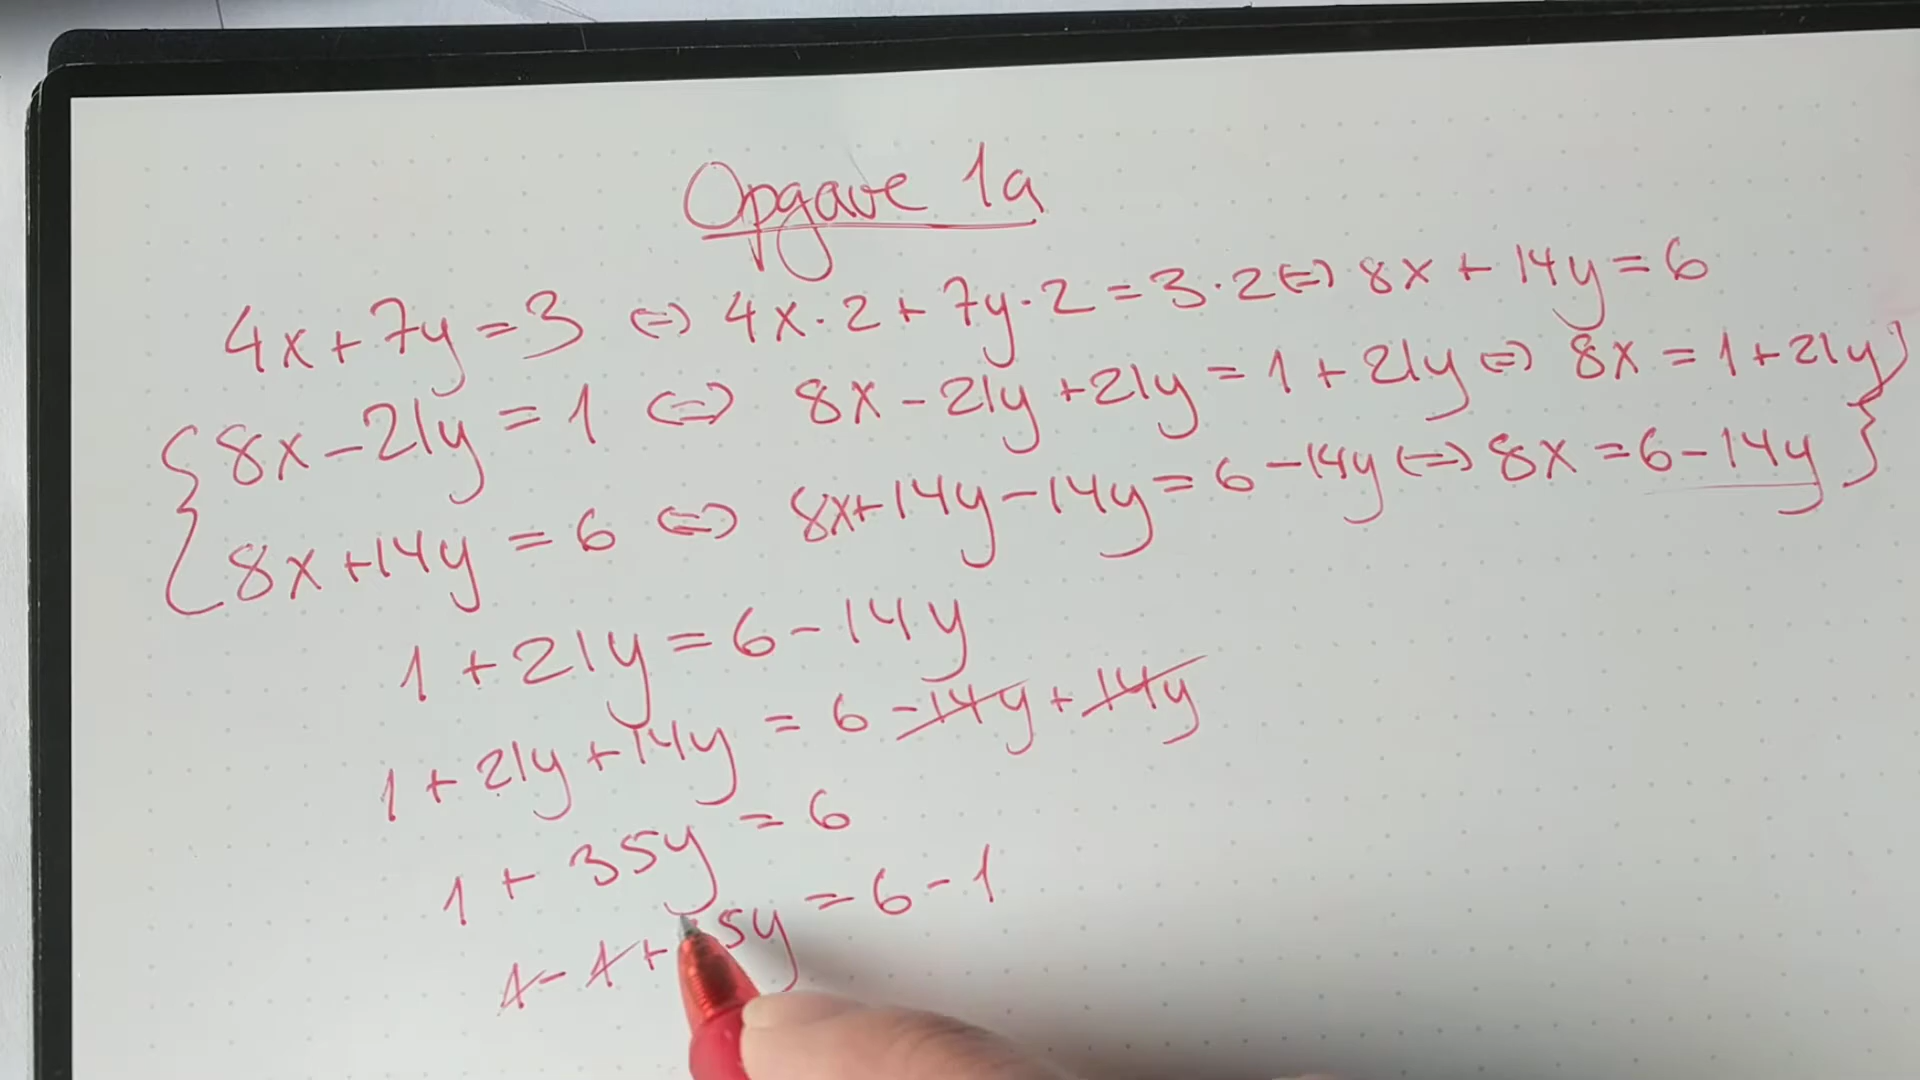 Opgave 1a
4x+7y=3 ⇔ 4x·2+7y·2=3·2⇔ 8x+14y=6
8x-21y=1 ⇔ 8x-21y+21y=1+21y⇔ 8x=1+21y
8x+14y=6 ⇔ 8x+14y-14y=6-14y⇔ 8x=6-14y
1+21y=6-14y
1+21y+14y=6-14y+14y
1+35y=6
1-1+ 5y=6-1